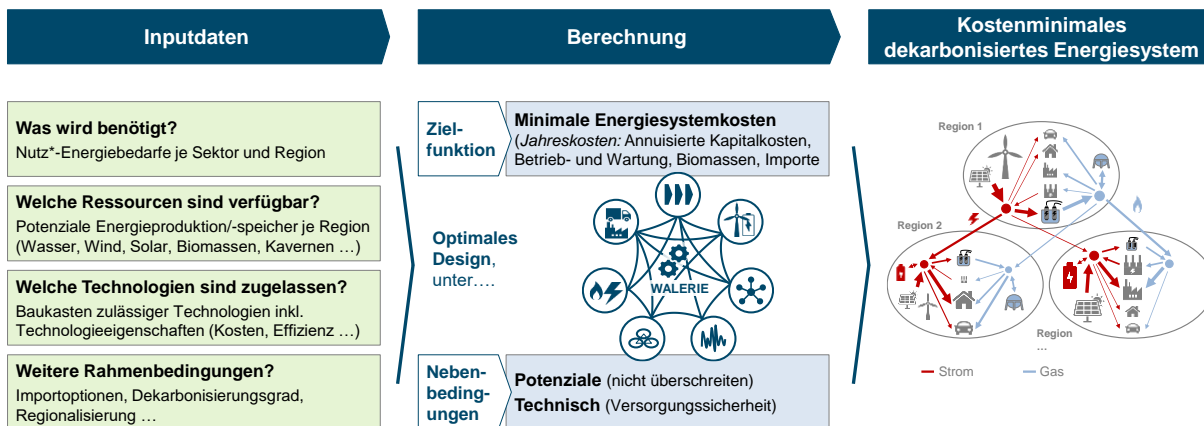 Inputdaten
Was wird benötigt?
Nutz*-Energiebedarfe je Sektor und Region
Welche Ressourcen sind verfügbar?
Potenziale Energieproduktion/-speicher je Region
(Wasser, Wind, Solar, Biomassen, Kavernen …)
Welche Technologien sind zugelassen?
Baukasten zulässiger Technologien inkl.
Technologieeigenschaften (Kosten, Effizienz …)
Weitere Rahmenbedingungen?
Importoptionen, Dekarbonisierungsgrad,
Regionalisierung …
Berechnung
Ziel-
funktion
Minimale Energiesystemkosten
(Jahreskosten: Annuisierte Kapitalkosten,
Betrieb- und Wartung, Biomassen, Importe
Optimales
Design,
unter….
WALERIE
Neben-
beding-
ungen
Potenziale (nicht überschreiten)
Technisch (Versorgungssicherheit)
Kostenminimales
dekarbonisiertes Energiesystem
Region 1
Region 2
Region
…
Strom
Gas